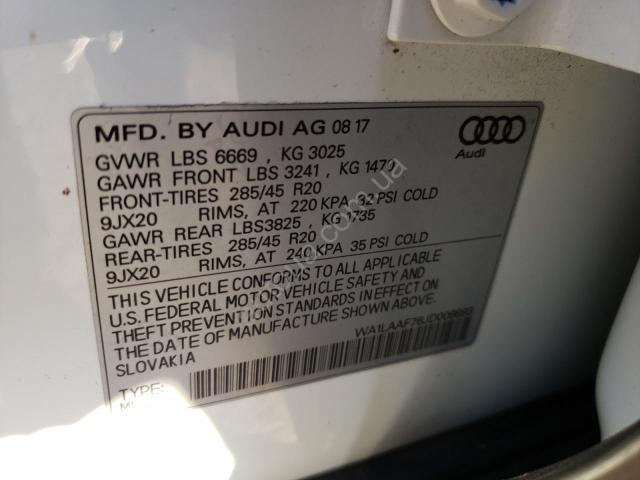 MFD. BY AUDI AG 08 17
Audi
GVWR LBS 6669 , KG 3025
GAWR FRONT LBS 3241 , KG 1470
FRONT-TIRES 285/45 R20
9JX20 RIMS, AT 220 KPA 32 PSI COLD
GAWR REAR LBS3825 , KG 1735
REAR-TIRES 285/45 R20
9JX20 RIMS, AT 240 KPA 35 PSI COLD
THIS VEHICLE CONFORMS TO ALL APPLICABLE
U.S. FEDERAL MOTOR VEHICLE SAFETY AND
THEFT PREVENTION STANDARDS IN EFFECT ON
THE DATE OF MANUFACTURE SHOWN ABOVE.
SLOVAKIA
TYPE: